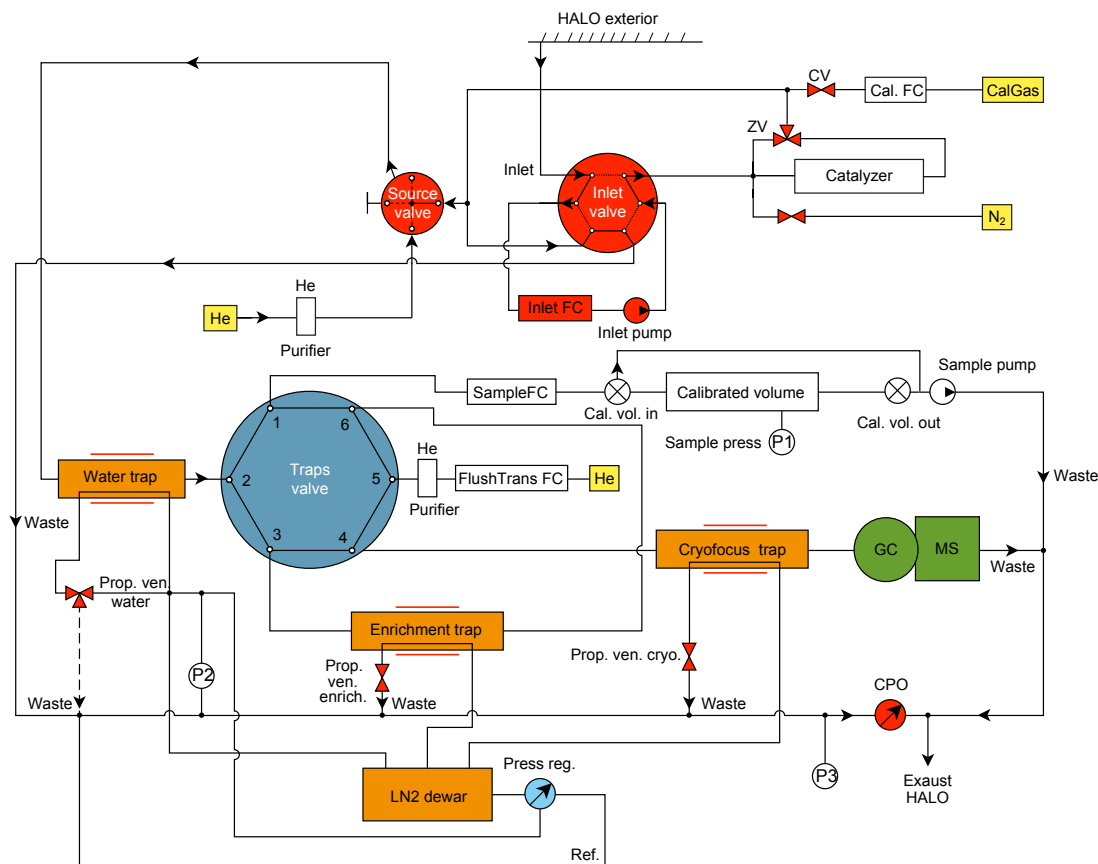 HALO exterior
CV
Cal. FC
CalGas
ZV
Inlet
Catalyzer
Source
valve
Inlet
valve
N2
He
He
Purifier
Inlet FC
Inlet pump
Sample pump
SampleFC
Calibrated volume
Cal. vol. in
Cal. vol. out
Sample press
P1
1
6
He
Water trap
2
Traps
valve
5
FlushTrans FC
He
Purifier
Waste
Waste
3
4
Cryofocus trap
GC
MS
Waste
Prop. ven.
water
Enrichment trap
P2
Prop.
ven.
enrich.
Prop. ven. cryo.
Waste
Waste
Waste
CPO
Press reg.
LN2 dewar
P3
Exaust
HALO
Ref.